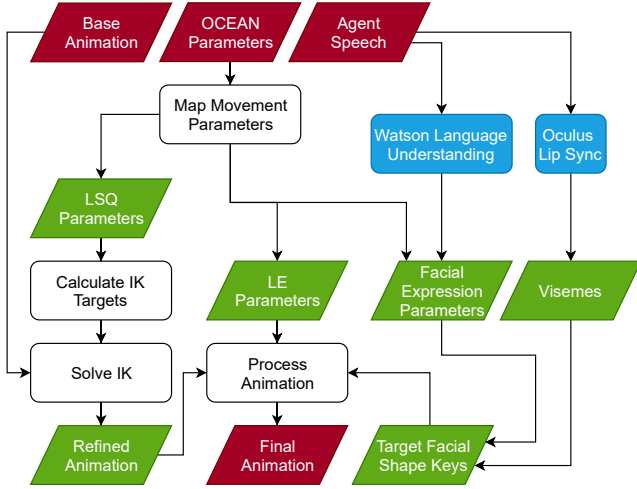 Base
Animation
OCEAN
Parameters
Agent
Speech
Map Movement
Parameters
Watson Language
Understanding
Oculus
Lip Sync
LSQ
Parameters
Calculate IK
Targets
LE
Parameters
Facial
Expression
Parameters
Visemes
Solve IK
Process
Animation
Refined
Animation
Final
Animation
Target Facial
Shape Keys